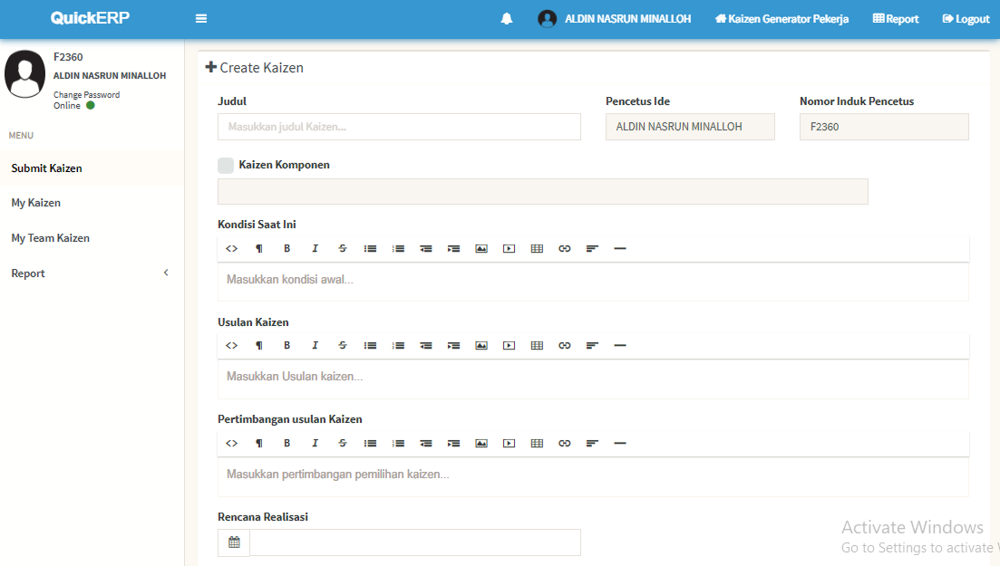 QuickERP
ALDIN NASRUN MINALLOH
Kaizen Generator Pekerja
Report
Logout
F2360
ALDIN NASRUN MINALLOH
Change Password
Online
MENU
Submit Kaizen
My Kaizen
My Team Kaizen
Report
Create Kaizen
Judul
Pencetus Ide
Nomor Induk Pencetus
Masukkan judul Kaizen...
ALDIN NASRUN MINALLOH
F2360
Kaizen Komponen
Kondisi Saat Ini
Masukkan kondisi awal...
Usulan Kaizen
Masukkan Usulan kaizen...
Pertimbangan usulan Kaizen
Masukkan pertimbangan pemilihan kaizen...
Rencana Realisasi
Activate Windows
Go to Settings to activate